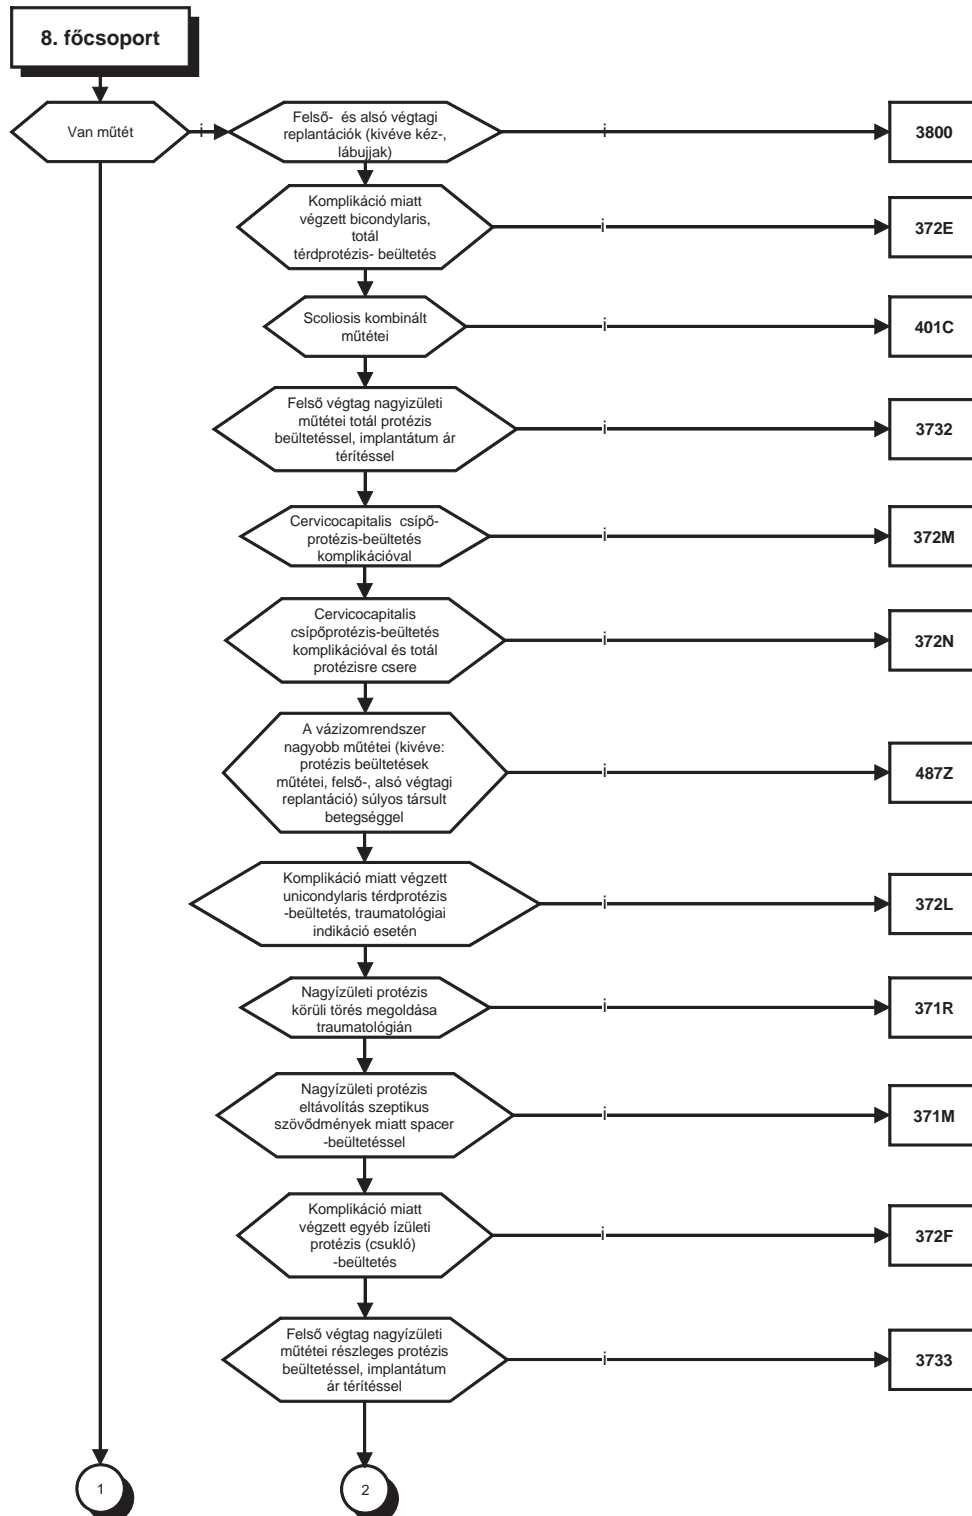 8. főcsoport
Van műtét
i
Felső- és alsó végtagi
replantációk (kivéve kéz-,
lábujjak)
i
3800
Komplikáció miatt
végzett bicondylaris,
totál
térdprotézis- beültetés
i
372E
Scoliosis kombinált
műtétei
i
401C
Felső végtag nagyizületi
műtétei totál protézis
beültetéssel, implantátum ár
térítéssel
i
3732
Cervicocapitalis csípő-
protézis-beültetés
komplikációval
i
372M
Cervicocapitalis
csípőprotézis-beültetés
komplikációval és totál
protézisre csere
i
372N
A vázizomrendszer
nagyobb műtétei (kivéve:
protézis beültetések
műtétei, felső-, alsó végtagi
replantáció) súlyos társult
betegséggel
i
487Z
Komplikáció miatt végzett
unicondylaris térdprotézis
-beültetés, traumatológiai
indikáció esetén
i
372L
Nagyízületi protézis
körüli törés megoldása
traumatológián
i
371R
Nagyízületi protézis
eltávolítás szeptikus
szövődmények miatt spacer
-beültetéssel
i
371M
Komplikáció miatt
végzett egyéb ízületi
protézis (csukló)
-beültetés
i
372F
Felső végtag nagyízületi
műtétei részleges protézis
beültetéssel, implantátum
ár térítéssel
i
3733
1
2